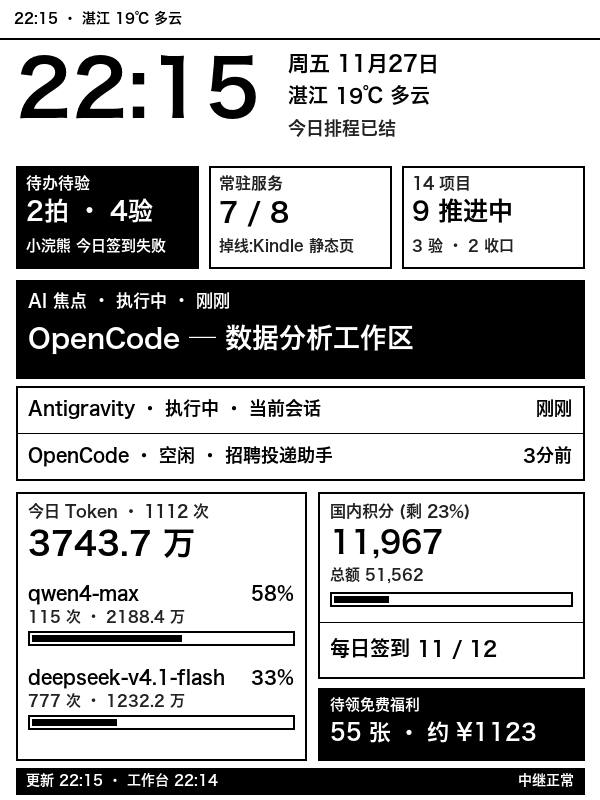 22:15 · 湛江 19℃ 多云
22:15
周五 11月27日
湛江 19℃ 多云
今日排程已结
待办待验
2拍 · 4验
小浣熊 今日签到失败
常驻服务
7 / 8
掉线:Kindle 静态页
14 项目
9 推进中
3 验 · 2 收口
AI 焦点 · 执行中 · 刚刚
OpenCode — 数据分析工作区
Antigravity · 执行中 · 当前会话 刚刚
OpenCode · 空闲 · 招聘投递助手 3分前
今日 Token · 1112 次
3743.7 万
qwen4-max 58%
115 次 · 2188.4 万
deepseek-v4.1-flash 33%
777 次 · 1232.2 万
国内积分 (剩 23%)
11,967
总额 51,562
每日签到 11 / 12
待领免费福利
55 张 · 约 ¥1123
更新 22:15 · 工作台 22:14 中继正常